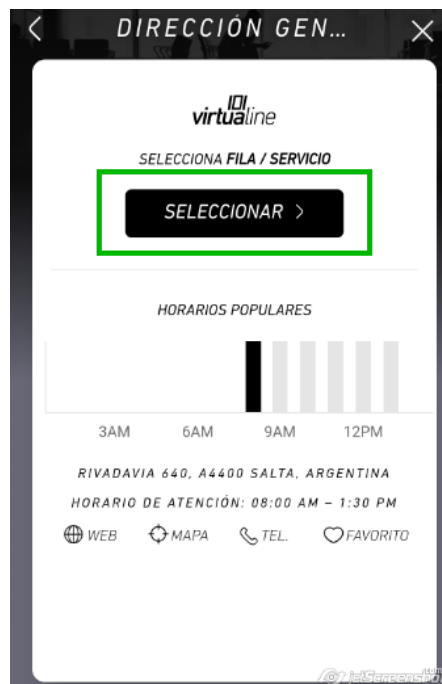 DIRECCIÓN GEN...
virtualine
SELECCIONA FILA / SERVICIO
SELECCIONAR >
HORARIOS POPULARES
3AM 6AM 9AM 12PM
RIVADAVIA 640, A4400 SALTA, ARGENTINA
HORARIO DE ATENCIÓN: 08:00 AM – 1:30 PM
WEB MAPA TEL. FAVORITO